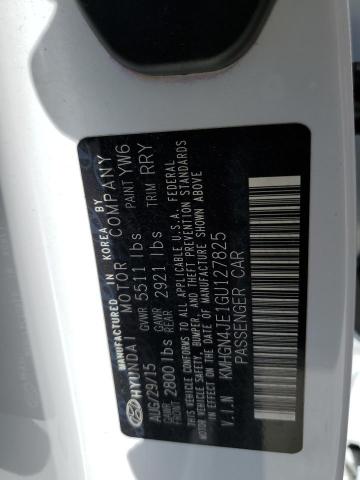 MANUFACTURED IN KOREA BY
HYUNDAI MOTOR COMPANY
AUG/29/15 GVWR 5511 lbs PAINT YW6
GAWR FRONT 2800 lbs GAWR REAR 2921 lbs TRIM RRY
THIS VEHICLE CONFORMS TO ALL APPLICABLE U.S.A. FEDERAL
MOTOR VEHICLE SAFETY, BUMPER, AND THEFT PREVENTION STANDARDS
IN EFFECT ON THE DATE OF MANUFACTURE SHOWN ABOVE
V.I.N KMHGN4JE1GU127825
PASSENGER CAR